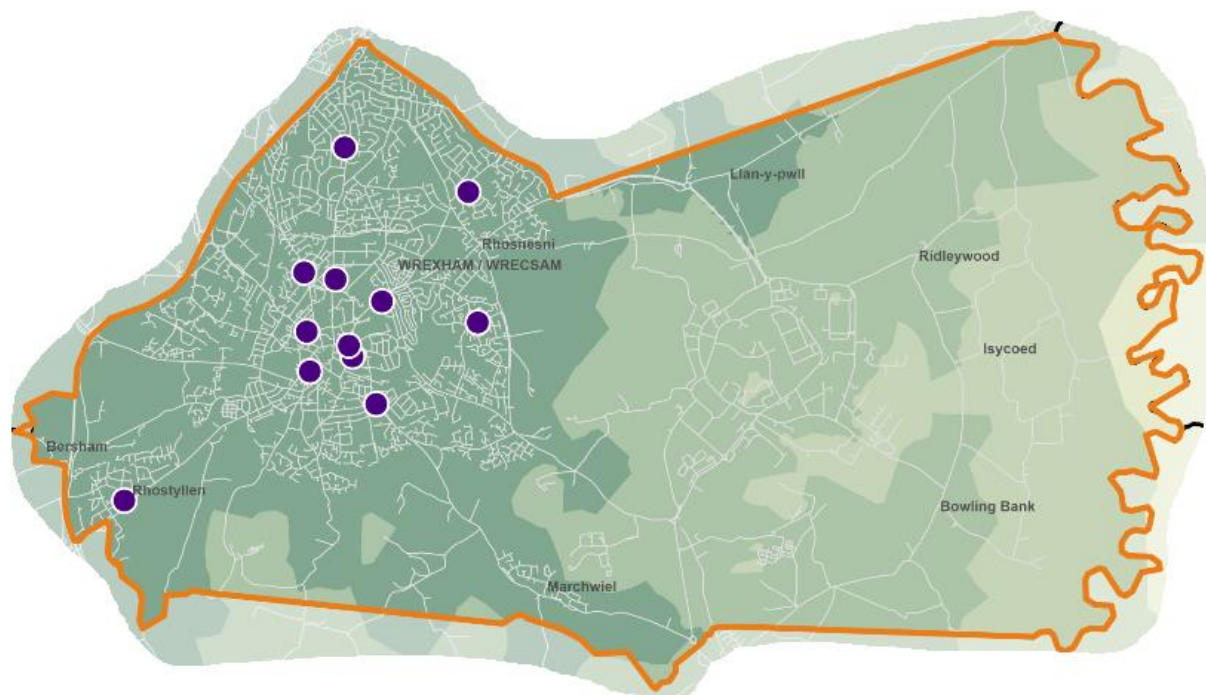 Llan-y-pwll
Rhosnesni
Ridleywood
WREXHAM / WRECSAM
Isycoed
Bersham
Rhostyllen
Bowling Bank
Marchwiel